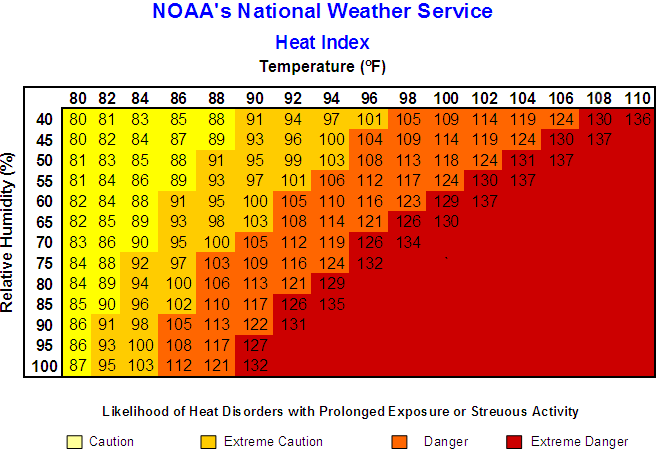 NOAA's National Weather Service
Heat Index
Temperature (°F)
80 82 84 86 88 90 92 94 96 98 100 102 104 106 108 110
Relative Humidity (%)
40 80 81 83 85 88 91 94 97 101 105 109 114 119 124 130 136
45 80 82 84 87 89 93 96 100 104 109 114 119 124 130 137
50 81 83 85 88 91 95 99 103 108 113 118 124 131 137
55 81 84 86 89 93 97 101 106 112 117 124 130 137
60 82 84 88 91 95 100 105 110 116 123 129 137
65 82 85 89 93 98 103 108 114 121 126 130
70 83 86 90 95 100 105 112 119 126 134
75 84 88 92 97 103 109 116 124 132
80 84 89 94 100 106 113 121 129
85 85 90 96 102 110 117 126 135
90 86 91 98 105 113 122 131
95 86 93 100 108 117 127
100 87 95 103 112 121 132
Likelihood of Heat Disorders with Prolonged Exposure or Streuous Activity
Caution Extreme Caution Danger Extreme Danger